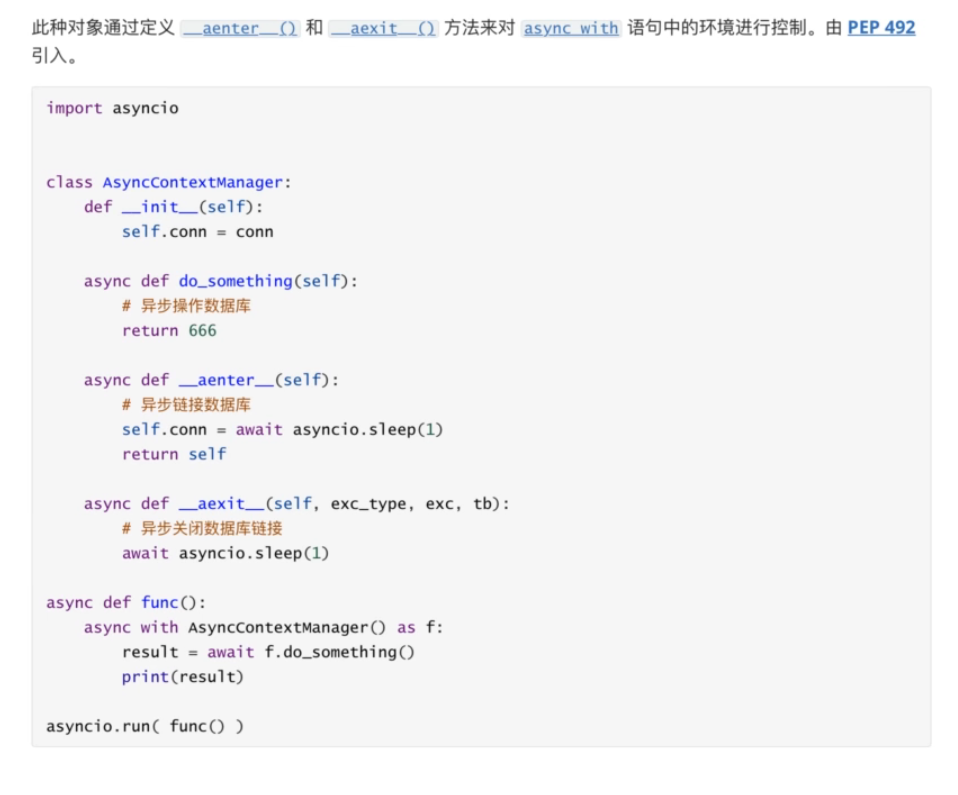 此种对象通过定义 __aenter__() 和 __aexit__() 方法来对 async with 语句中的环境进行控制。由 PEP 492
引入。
import asyncio


class AsyncContextManager:
    def __init__(self):
        self.conn = conn

    async def do_something(self):
        # 异步操作数据库
        return 666

    async def __aenter__(self):
        # 异步链接数据库
        self.conn = await asyncio.sleep(1)
        return self

    async def __aexit__(self, exc_type, exc, tb):
        # 异步关闭数据库链接
        await asyncio.sleep(1)

async def func():
    async with AsyncContextManager() as f:
        result = await f.do_something()
        print(result)

asyncio.run( func() )